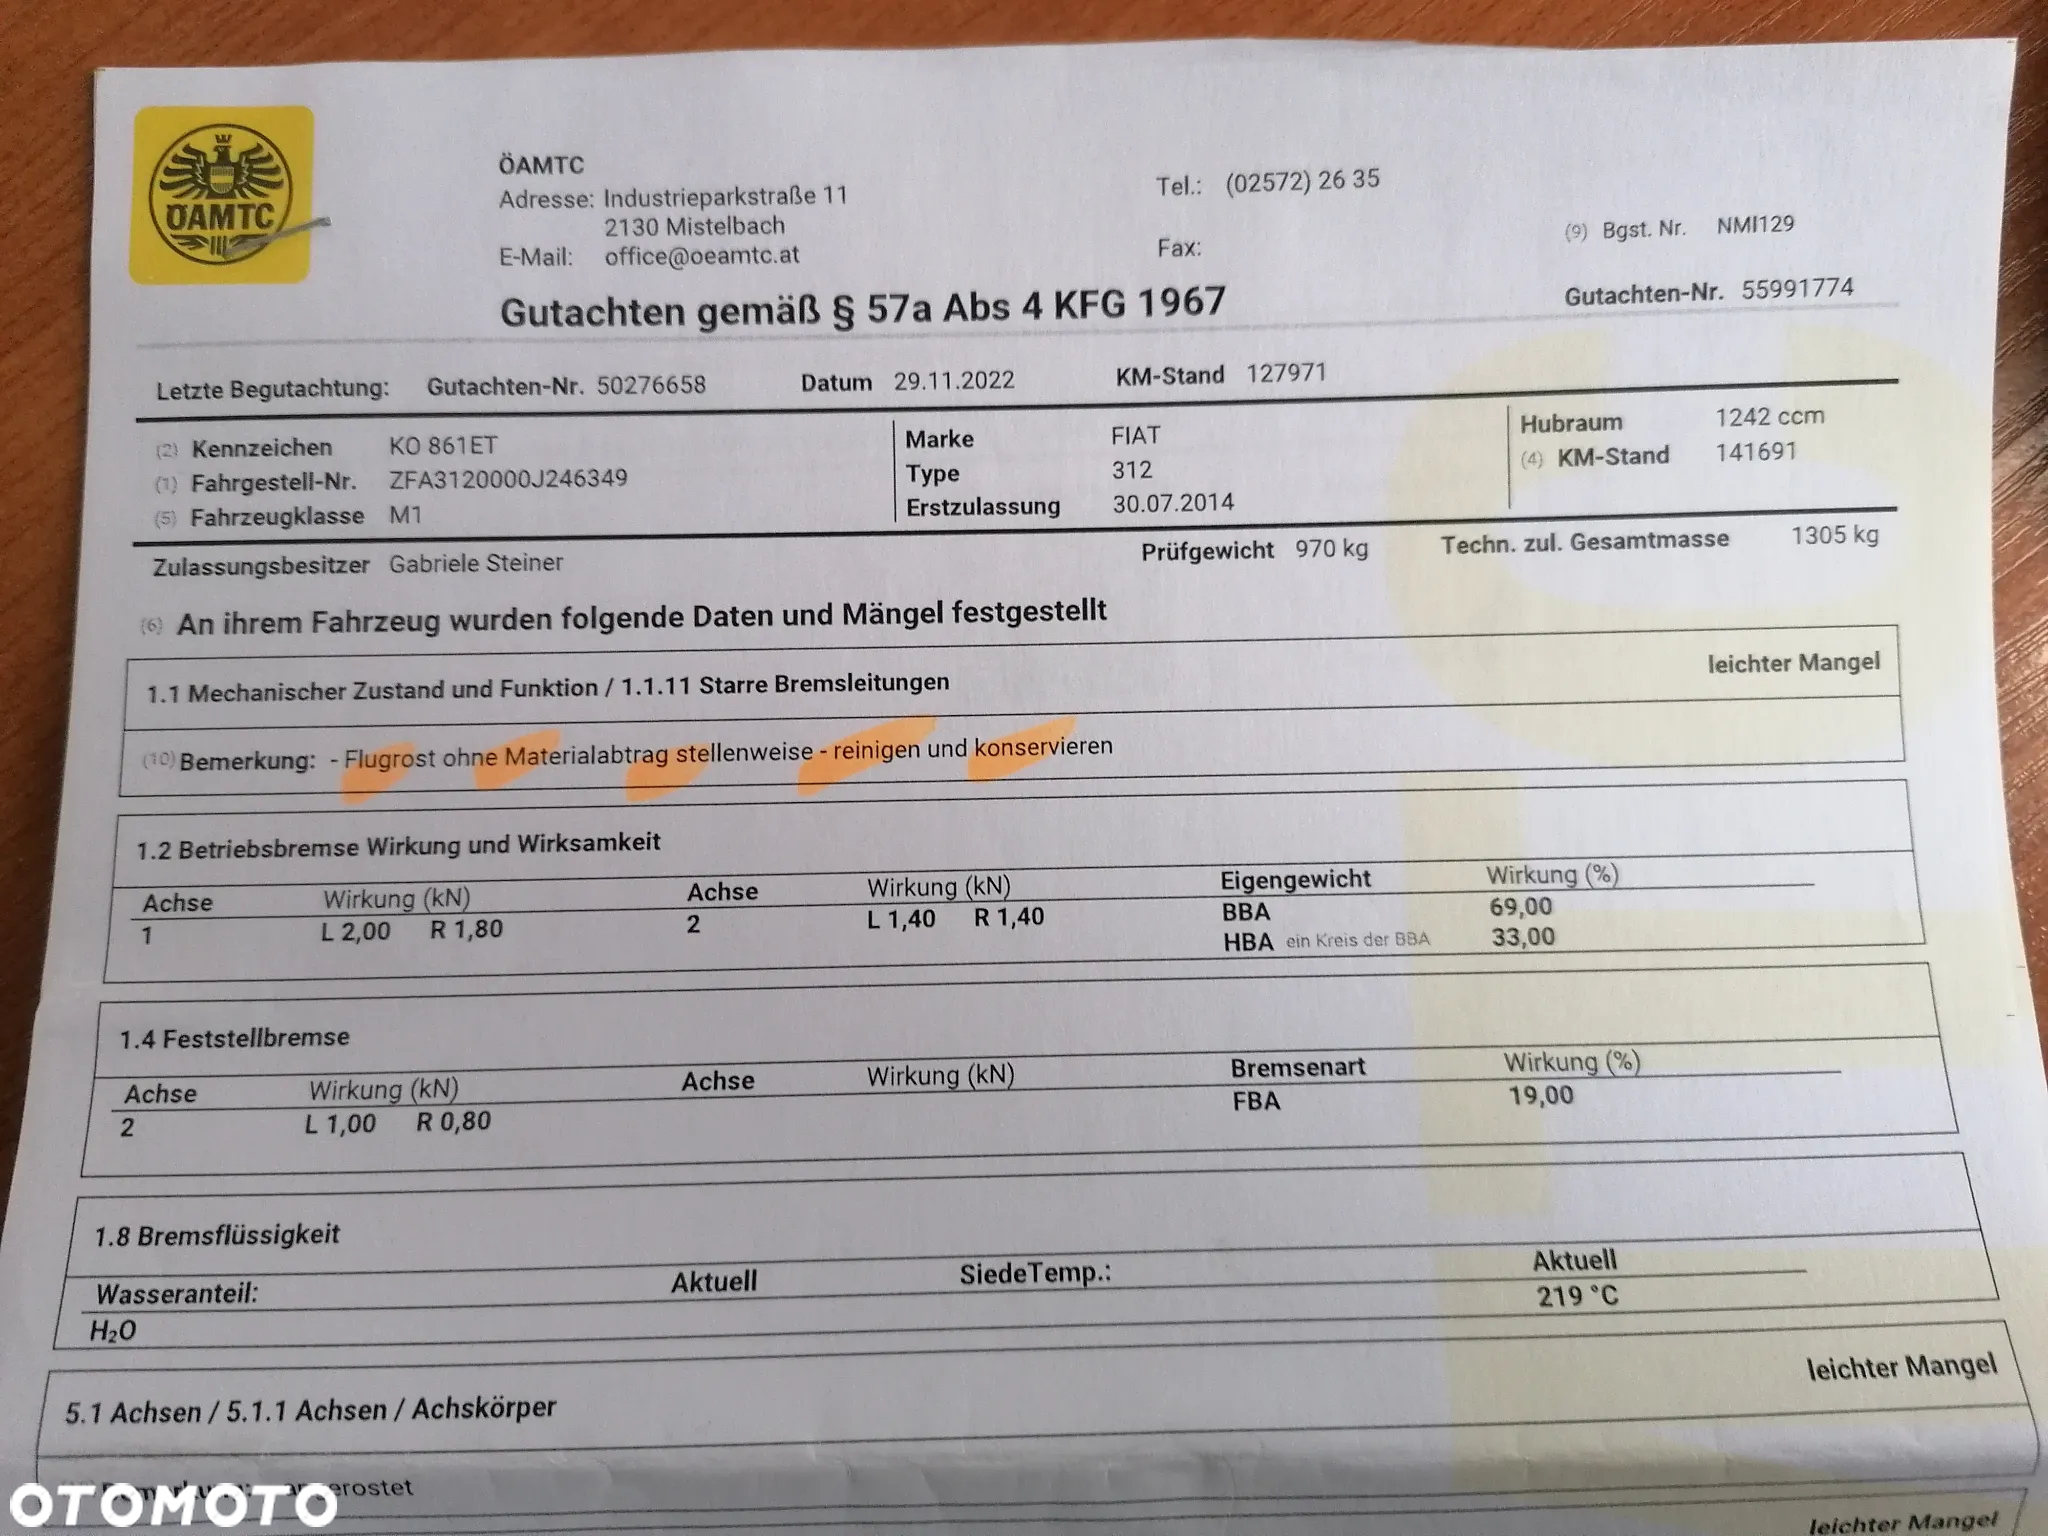 ÖAMTC
ÖAMTC
Adresse: Industrieparkstraße 11
2130 Mistelbach
E-Mail: office@oeamtc.at
Tel.: (02572) 26 35
Fax:
(9) Bgst. Nr. NMI129
Gutachten gemäß § 57a Abs 4 KFG 1967
Gutachten-Nr. 55991774
Letzte Begutachtung: Gutachten-Nr. 50276658 Datum 29.11.2022 KM-Stand 127971
(2) Kennzeichen KO 861ET
(1) Fahrgestell-Nr. ZFA3120000J246349
(5) Fahrzeugklasse M1
Marke FIAT
Type 312
Erstzulassung 30.07.2014
Hubraum 1242 ccm
(4) KM-Stand 141691
Zulassungsbesitzer Gabriele Steiner Prüfgewicht 970 kg Techn. zul. Gesamtmasse 1305 kg
(6) An ihrem Fahrzeug wurden folgende Daten und Mängel festgestellt
1.1 Mechanischer Zustand und Funktion / 1.1.11 Starre Bremsleitungen leichter Mangel
(10) Bemerkung: - Flugrost ohne Materialabtrag stellenweise - reinigen und konservieren
1.2 Betriebsbremse Wirkung und Wirksamkeit
Achse Wirkung (kN) Achse Wirkung (kN) Eigengewicht Wirkung (%)
1 L 2,00 R 1,80 2 L 1,40 R 1,40 BBA 69,00
HBA ein Kreis der BBA 33,00
1.4 Feststellbremse
Achse Wirkung (kN) Achse Wirkung (kN) Bremsenart Wirkung (%)
2 L 1,00 R 0,80 FBA 19,00
1.8 Bremsflüssigkeit
Wasseranteil: Aktuell SiedeTemp.: Aktuell
H₂O 219 °C
5.1 Achsen / 5.1.1 Achsen / Achskörper leichter Mangel
OTOMOTO
leichter Mangel